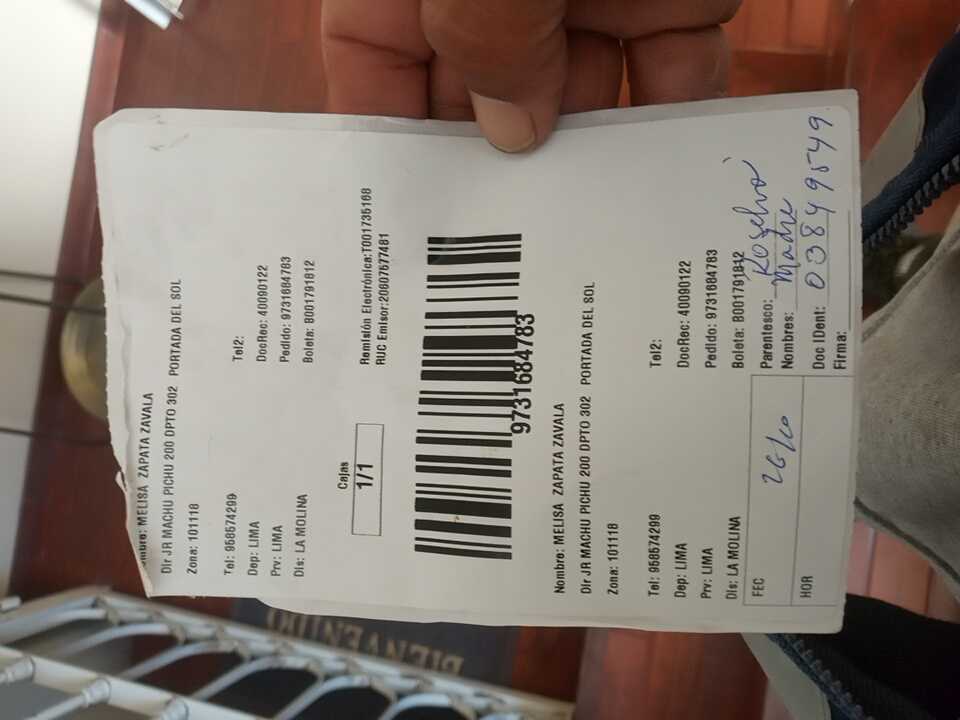 Nombre: MELISA ZAPATA ZAVALA
Dir JR MACHU PICHU 200 DPTO 302 PORTADA DEL SOL
Zona: 101118
Tel: 958574299 Tel2:
Dep: LIMA DocRec: 40090122
Prv: LIMA Pedido: 9731684783
Dis: LA MOLINA Boleta: B001791812
Cajas
1/1
Remisión Electrónica:T001735168
RUC Emisor:20607677481
9731684783
Nombre: MELISA ZAPATA ZAVALA
Dir JR MACHU PICHU 200 DPTO 302 PORTADA DEL SOL
Zona: 101118
Tel: 958574299 Tel2:
Dep: LIMA DocRec: 40090122
Prv: LIMA Pedido: 9731684783
Dis: LA MOLINA Boleta: B001791812
FEC 26/10 Parentesco: Roselva
Nombres: Madre
HOR Doc IDent: 03849549
Firma:
BIENVENIDO